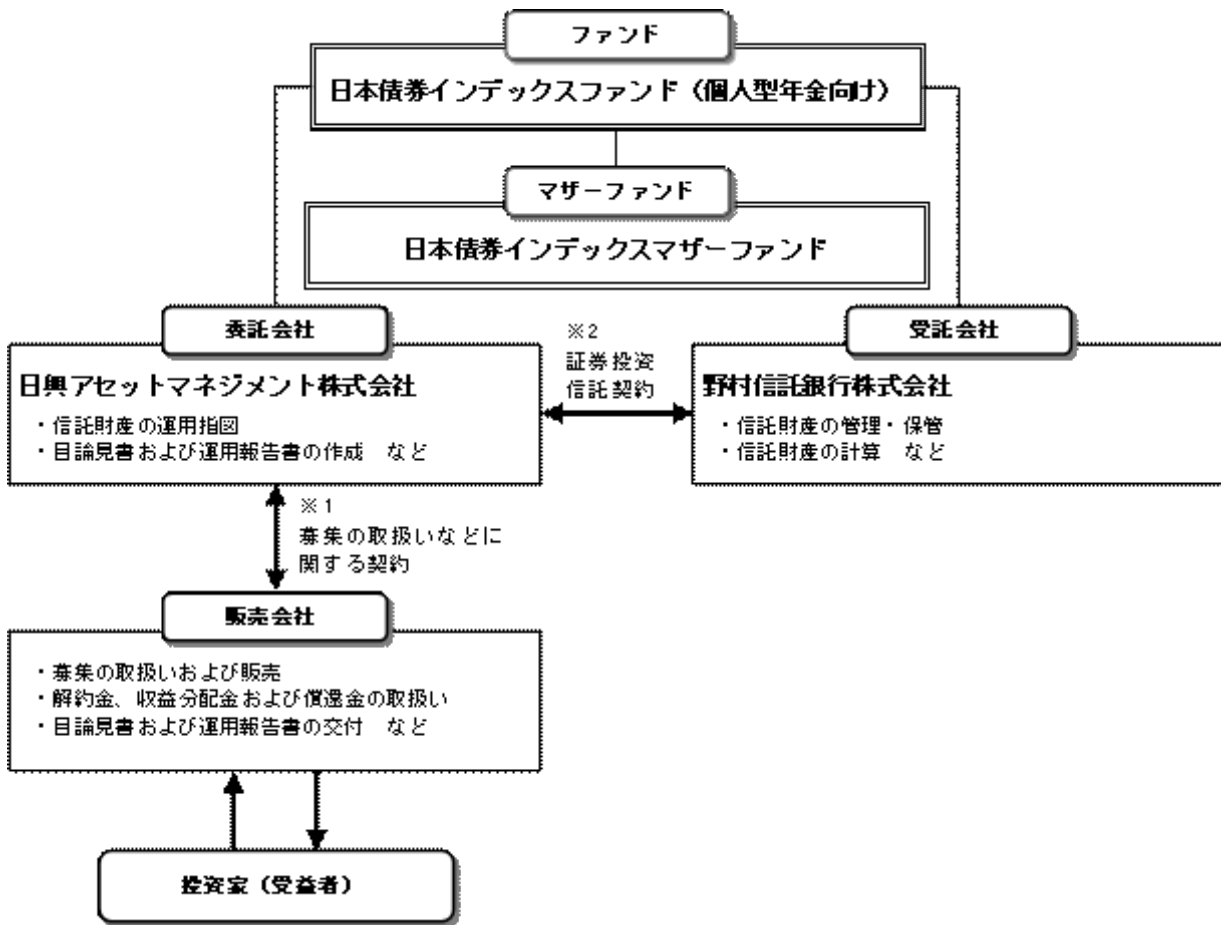 ファンド
日本債券インデックスファンド（個人型年金向け）
マザーファンド
日本債券インデックスマザーファンド
委託会社
日興アセットマネジメント株式会社
・信託財産の運用指図
・目論見書および運用報告書の作成　など
※2
証券投資
信託契約
受託会社
野村信託銀行株式会社
・信託財産の管理・保管
・信託財産の計算　など
※1
募集の取扱いなどに
関する契約
販売会社
・募集の取扱いおよび販売
・解約金、収益分配金および償還金の取扱い
・目論見書および運用報告書の交付　など
投資家（受益者）